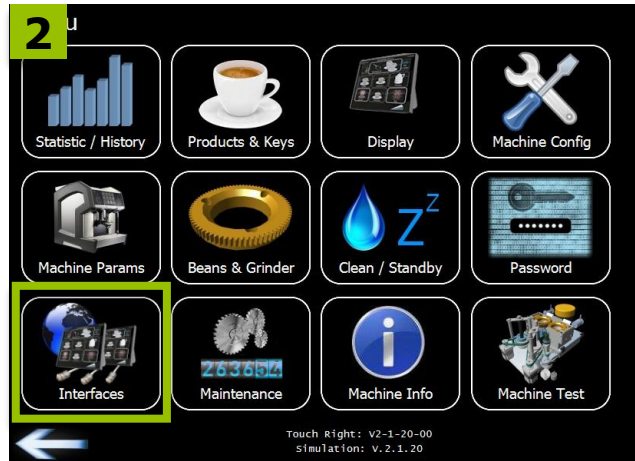 2
u
Statistic / History
Products & Keys
Display
Machine Config
Machine Params
Beans & Grinder
Clean / Standby
Z Z
Password
Interfaces
263654
Maintenance
i
Machine Info
Machine Test
Touch Right: V2-1-20-00
Simulation: V.2.1.20